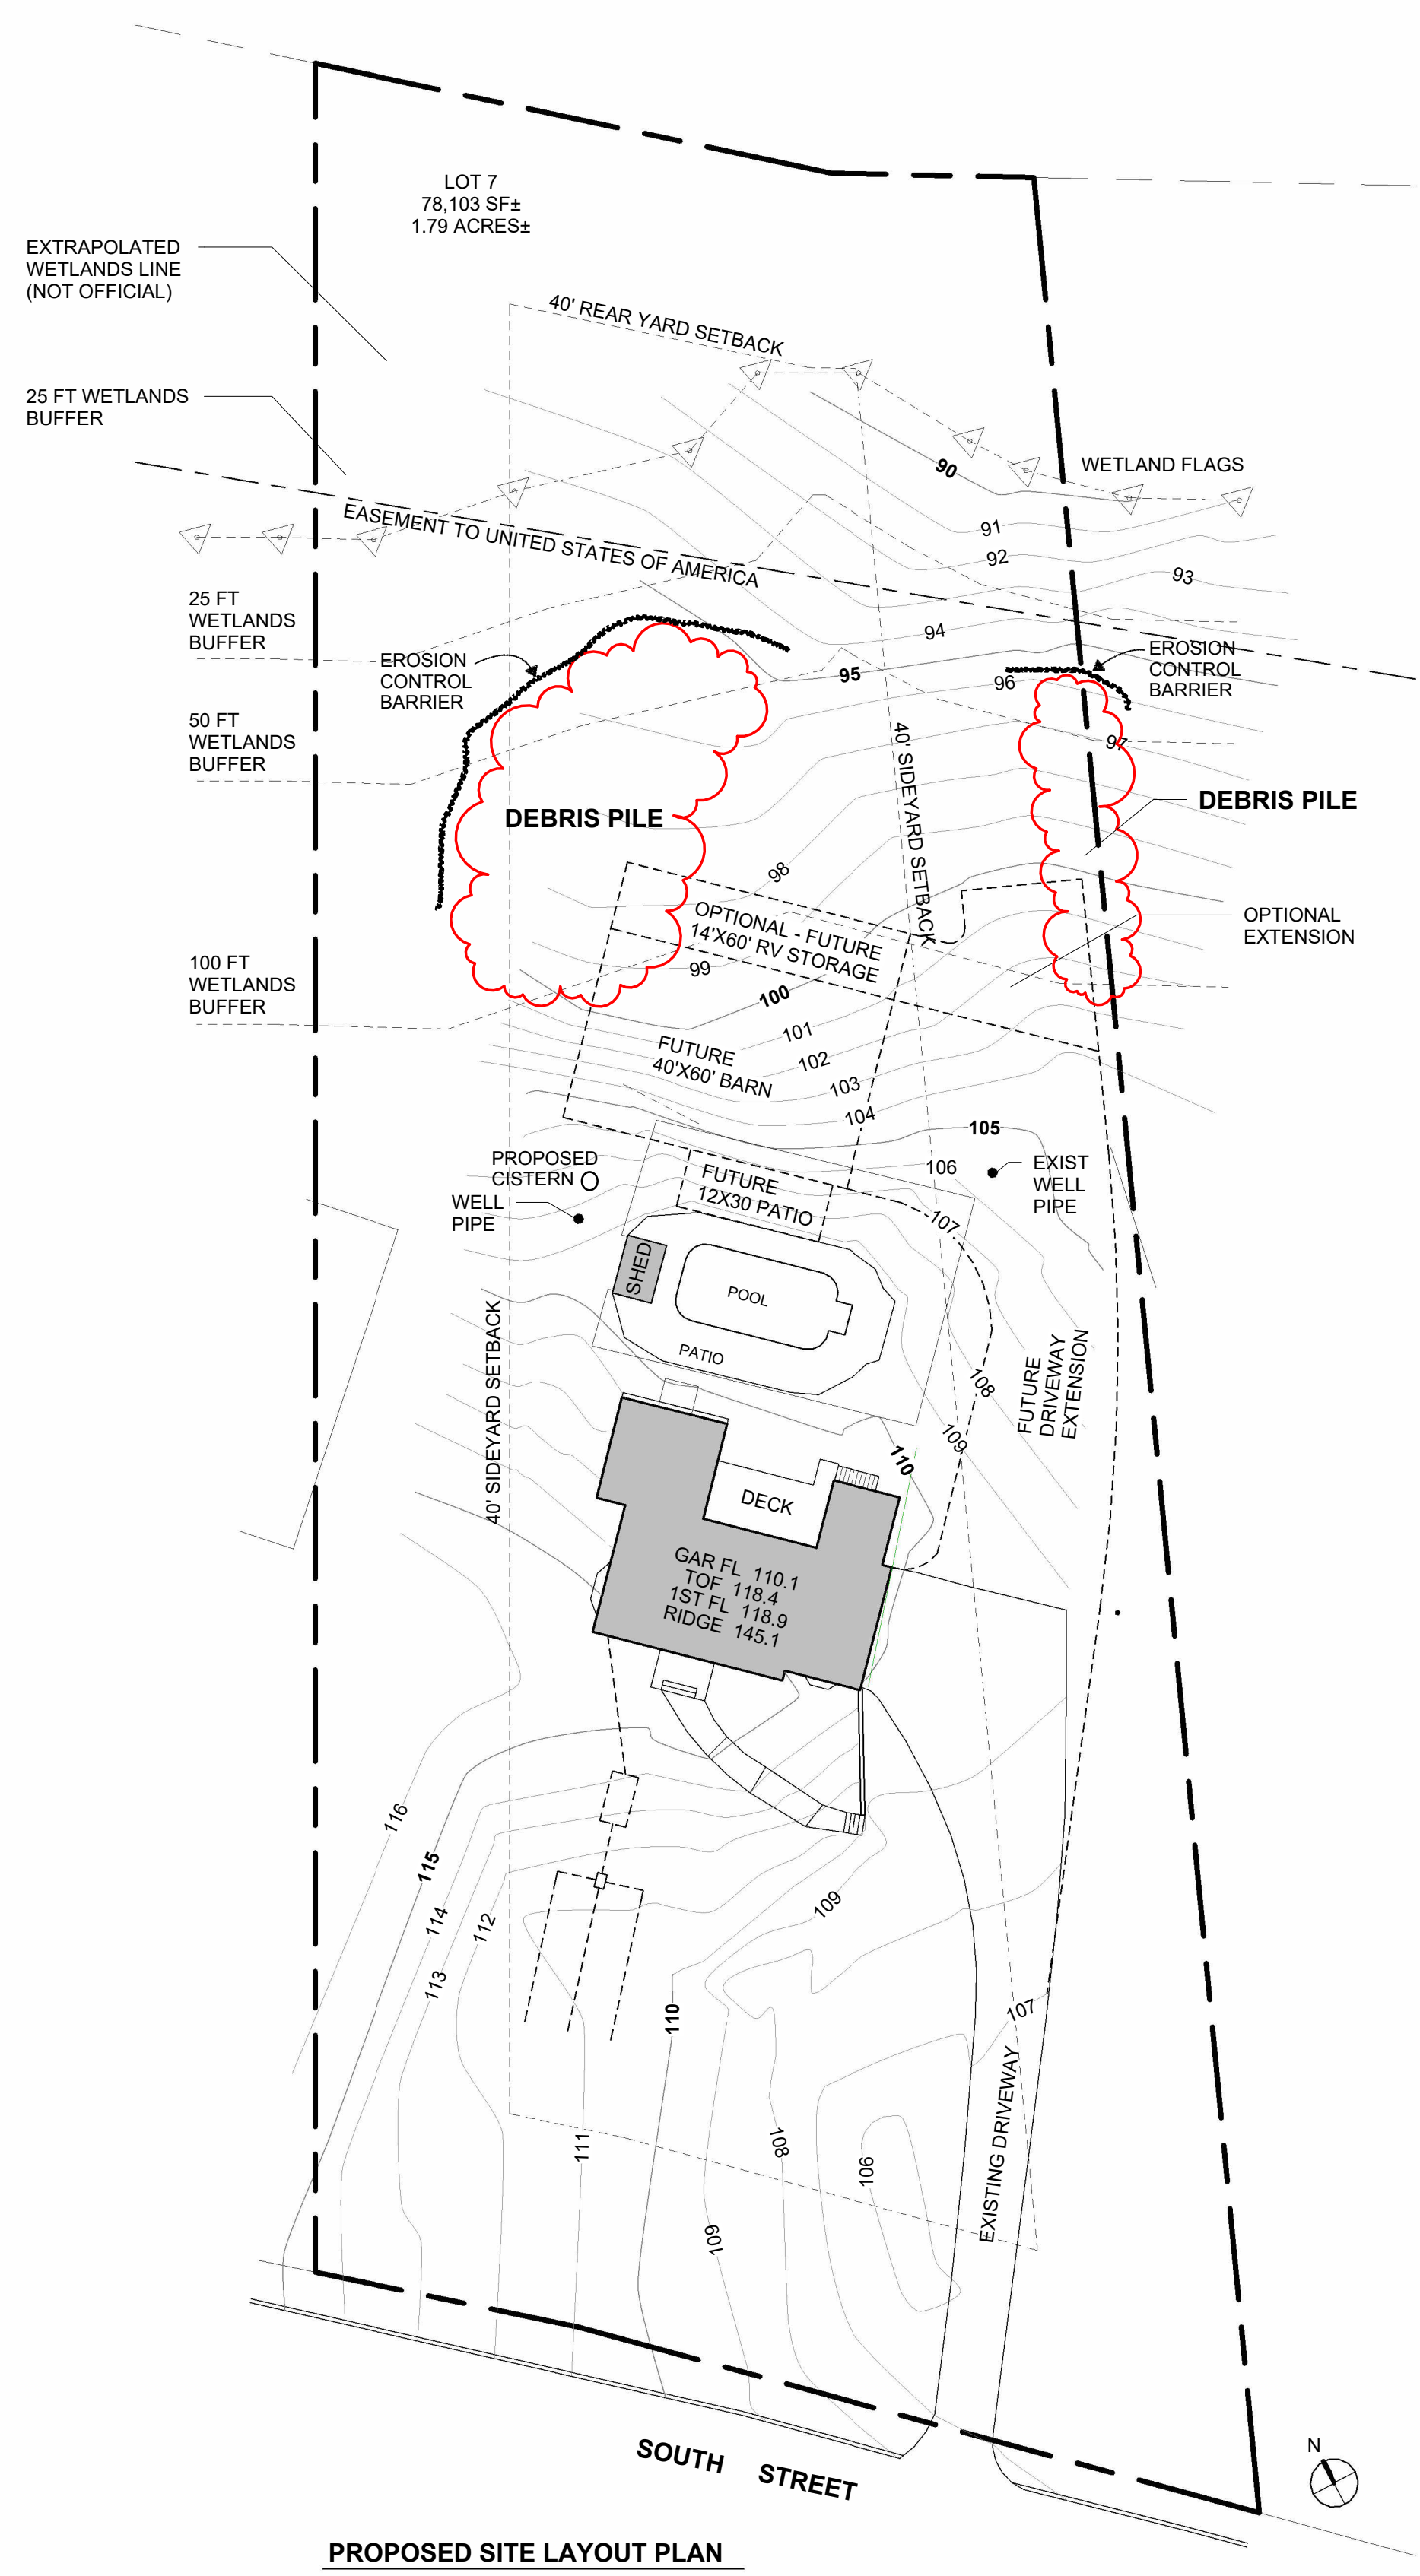 LOT 7
78,103 SF±
1.79 ACRES±
EXTRAPOLATED
WETLANDS LINE
(NOT OFFICIAL)
40' REAR YARD SETBACK
25 FT WETLANDS
BUFFER
90
WETLAND FLAGS
EASEMENT TO UNITED STATES OF AMERICA
91
92
93
25 FT
WETLANDS
BUFFER
94
EROSION
CONTROL
BARRIER
95
96
EROSION
CONTROL
BARRIER
50 FT
WETLANDS
BUFFER
97
40' SIDEYARD SETBACK
DEBRIS PILE
DEBRIS PILE
98
OPTIONAL - FUTURE
14'X60' RV STORAGE
OPTIONAL
EXTENSION
99
100 FT
WETLANDS
BUFFER
100
101
FUTURE
40'X60' BARN
102
103
104
105
106
PROPOSED
CISTERN
WELL
PIPE
FUTURE
12X30 PATIO
EXIST
WELL
PIPE
107
SHED
POOL
PATIO
40' SIDEYARD SETBACK
108
FUTURE
DRIVEWAY
EXTENSION
109
110
DECK
GAR FL 110.1
TOF 118.4
1ST FL 118.9
RIDGE 145.1
116
115
114
113
112
109
110
107
EXISTING DRIVEWAY
111
108
106
109
SOUTH STREET
N
PROPOSED SITE LAYOUT PLAN